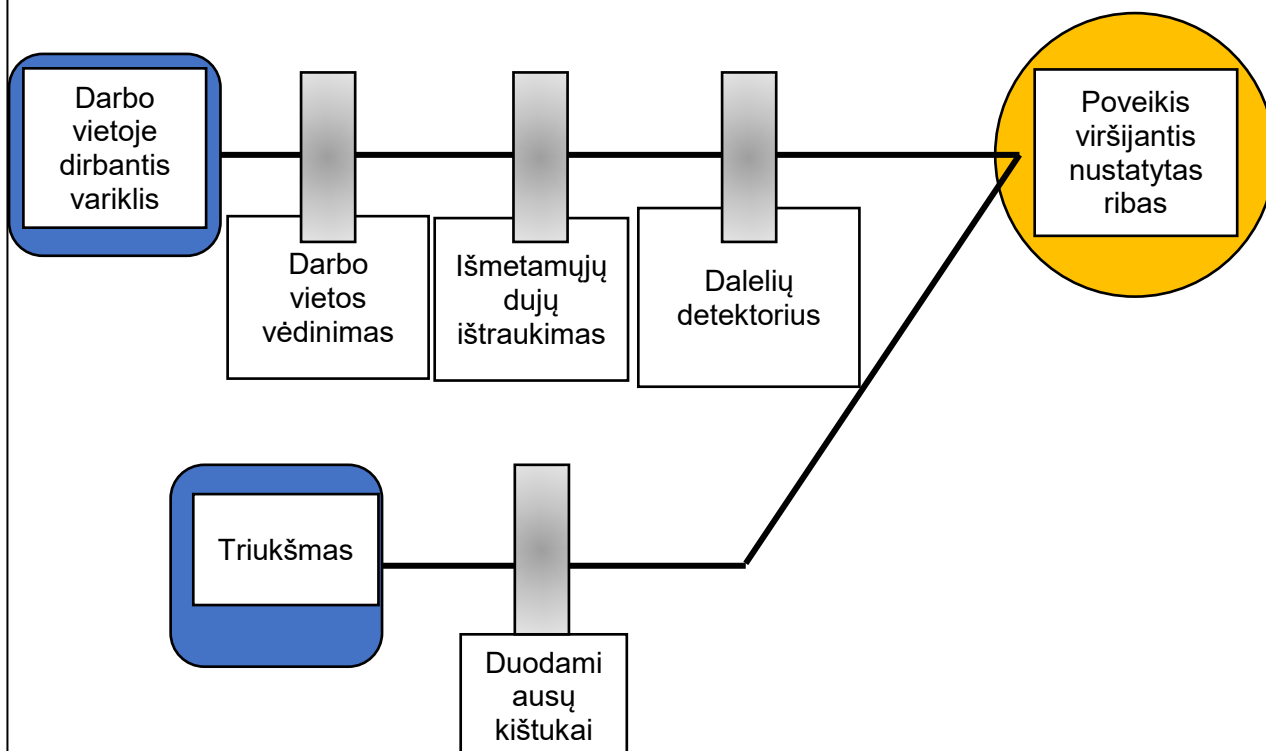 Darbo
vietoje
dirbantis
variklis
Darbo
vietos
vėdinimas
Išmetamųjų
dujų
ištraukimas
Dalelių
detektorius
Poveikis
viršijantis
nustatytas
ribas
Triukšmas
Duodami
ausų
kištukai